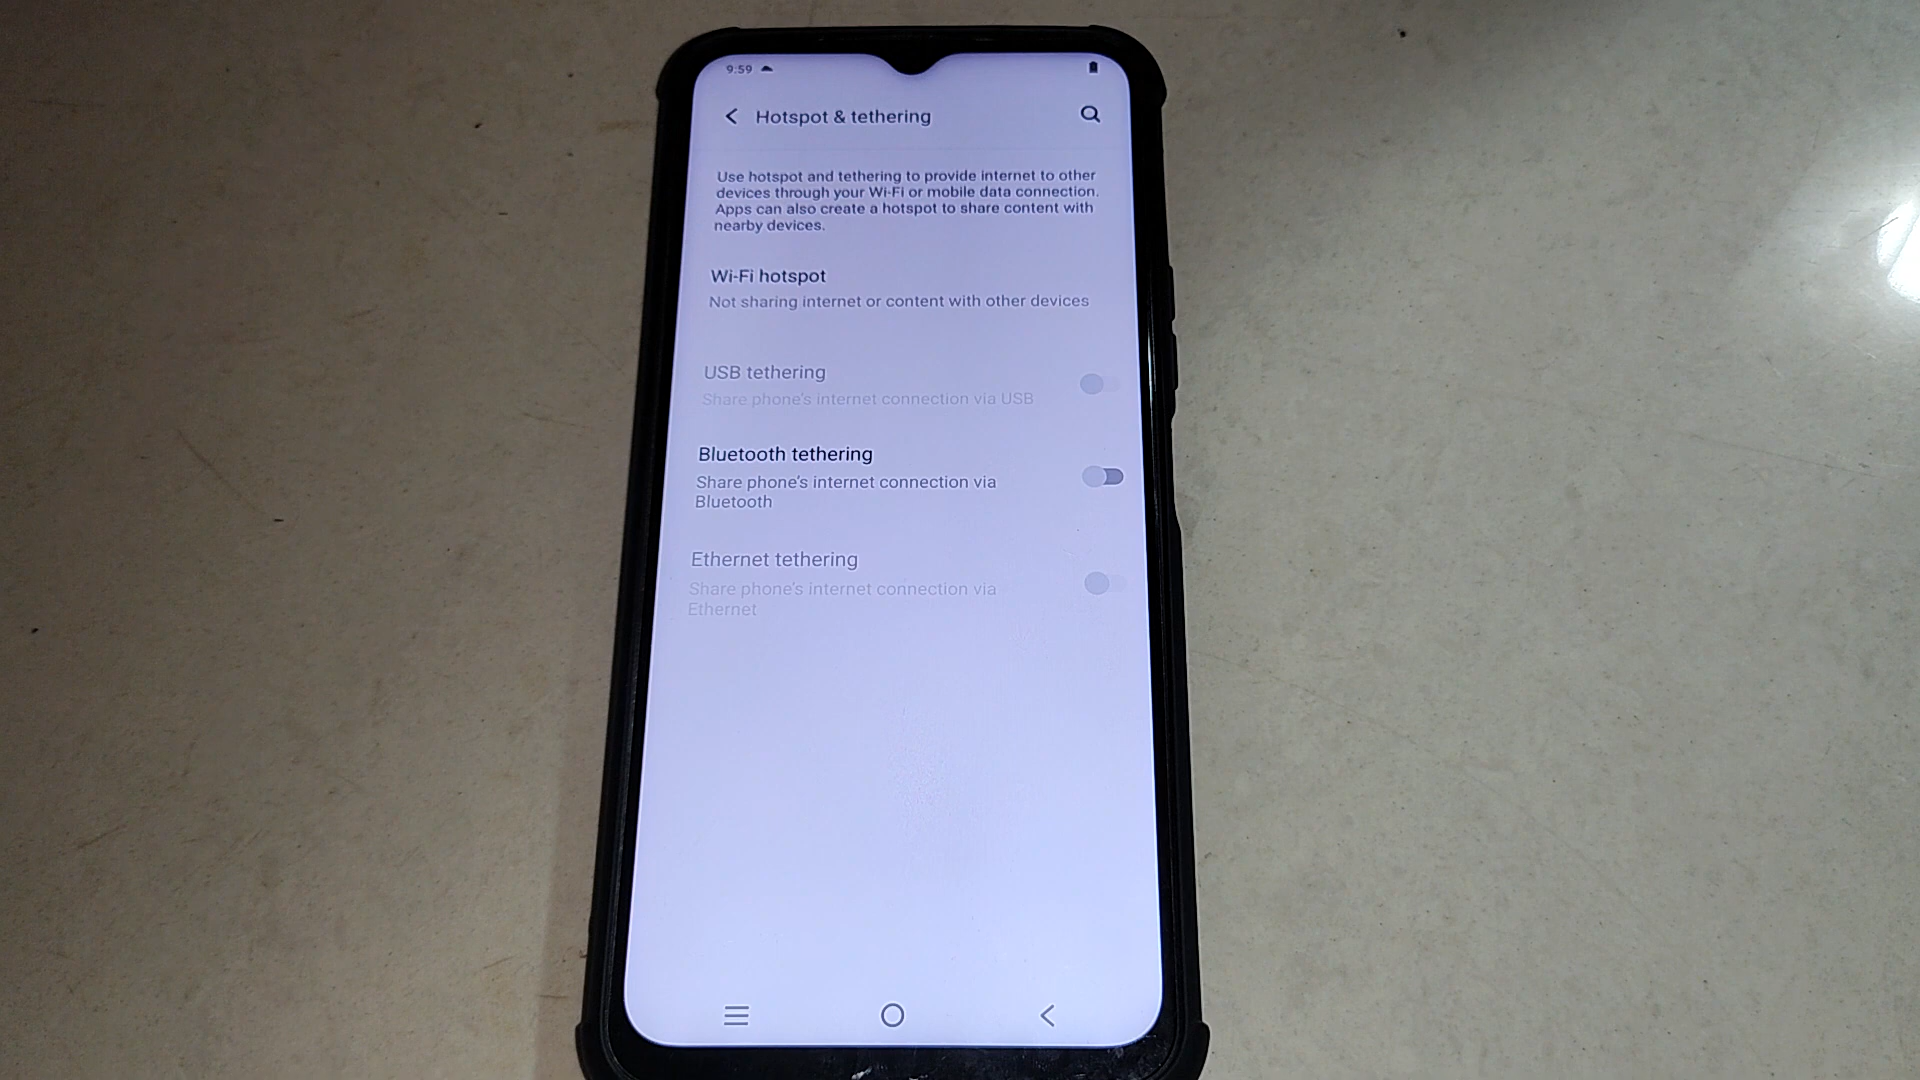 9:59
Hotspot & tethering
Use hotspot and tethering to provide internet to other
devices through your Wi-Fi or mobile data connection.
Apps can also create a hotspot to share content with
nearby devices.
Wi-Fi hotspot
Not sharing internet or content with other devices
USB tethering
Share phone's internet connection via USB
Bluetooth tethering
Share phone's internet connection via
Bluetooth
Ethernet tethering
Share phone's internet connection via
Ethernet